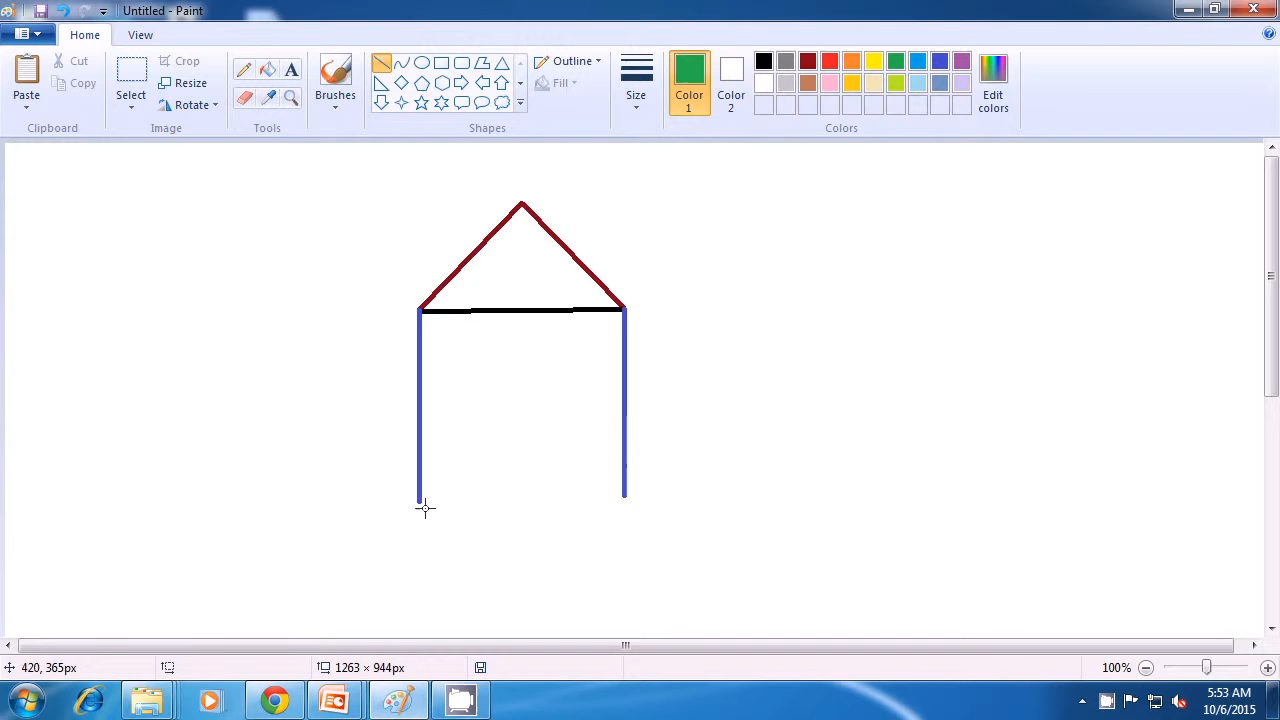 Untitled - Paint
Home View
Paste
Cut
Copy
Clipboard
Select
Crop
Resize
Rotate
Image
A
Tools
Brushes
Shapes
Outline
Fill
Size
Color 1
Color 2
Edit colors
Colors
420, 365px
1263 × 944px
100%
5:53 AM
10/6/2015